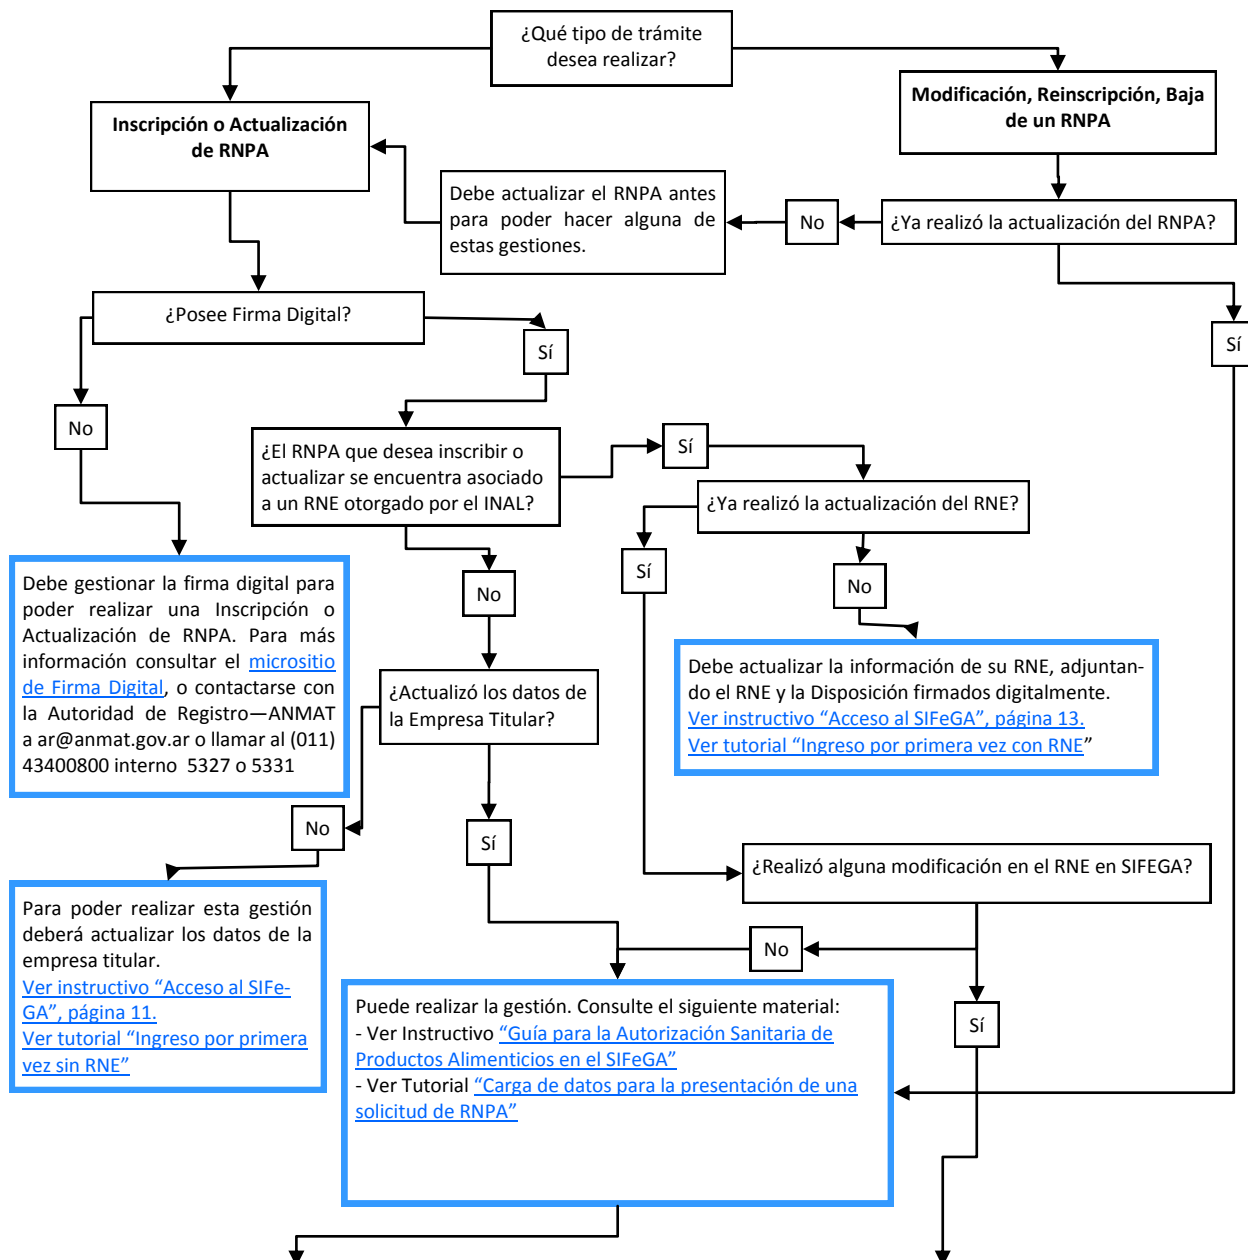 ¿Qué tipo de trámite
desea realizar?
Inscripción o Actualización
de RNPA
Modificación, Reinscripción, Baja
de un RNPA
Debe actualizar el RNPA antes
para poder hacer alguna de
estas gestiones.
No
¿Ya realizó la actualización del RNPA?
¿Posee Firma Digital?
Sí
Sí
No
¿El RNPA que desea inscribir o
actualizar se encuentra asociado
a un RNE otorgado por el INAL?
Sí
¿Ya realizó la actualización del RNE?
Sí
No
No
Debe gestionar la firma digital para
poder realizar una Inscripción o
Actualización de RNPA. Para más
información consultar el micrositio
de Firma Digital, o contactarse con
la Autoridad de Registro—ANMAT
a ar@anmat.gov.ar o llamar al (011)
43400800 interno 5327 o 5331
¿Actualizó los datos de
la Empresa Titular?
Debe actualizar la información de su RNE, adjuntan-
do el RNE y la Disposición firmados digitalmente.
Ver instructivo “Acceso al SIFeGA”, página 13.
Ver tutorial “Ingreso por primera vez con RNE”
No
Sí
¿Realizó alguna modificación en el RNE en SIFEGA?
Para poder realizar esta gestión
deberá actualizar los datos de la
empresa titular.
Ver instructivo “Acceso al SIFe-
GA”, página 11.
Ver tutorial “Ingreso por primera
vez sin RNE”
No
Sí
Puede realizar la gestión. Consulte el siguiente material:
- Ver Instructivo “Guía para la Autorización Sanitaria de
Productos Alimenticios en el SIFeGA”
- Ver Tutorial “Carga de datos para la presentación de una
solicitud de RNPA”